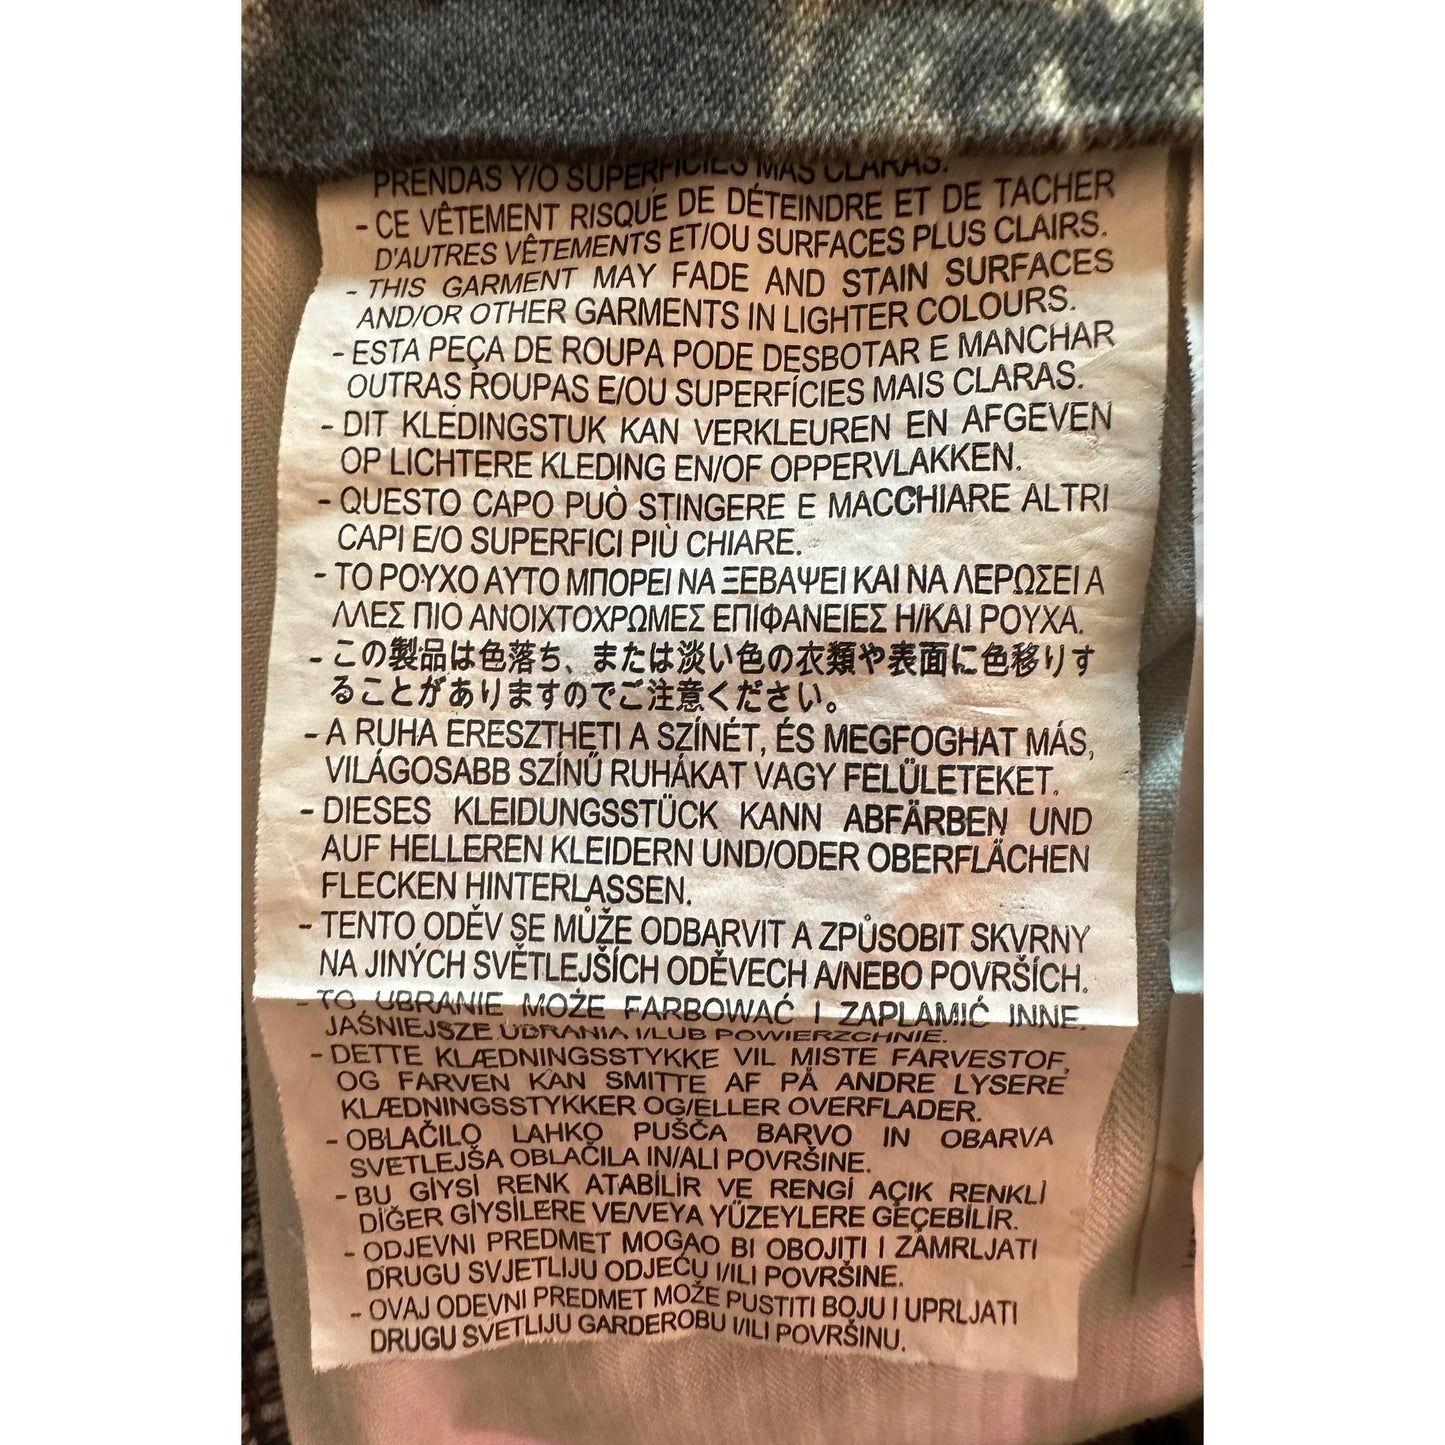 PRENDAS Y/O SUPERFICIES MAS CLARAS.
- CE VÊTEMENT RISQUE DE DÉTEINDRE ET DE TACHER
D'AUTRES VÊTEMENTS ET/OU SURFACES PLUS CLAIRS.
- THIS GARMENT MAY FADE AND STAIN SURFACES
AND/OR OTHER GARMENTS IN LIGHTER COLOURS.
- ESTA PEÇA DE ROUPA PODE DESBOTAR E MANCHAR
OUTRAS ROUPAS E/OU SUPERFÍCIES MAIS CLARAS.
- DIT KLEDINGSTUK KAN VERKLEUREN EN AFGEVEN
OP LICHTERE KLEDING EN/OF OPPERVLAKKEN.
- QUESTO CAPO PUÒ STINGERE E MACCHIARE ALTRI
CAPI E/O SUPERFICI PIÙ CHIARE.
- ΤΟ ΡΟΥΧΟ ΑΥΤΟ ΜΠΟΡΕΙ ΝΑ ΞΕΒΑΨΕΙ ΚΑΙ ΝΑ ΛΕΡΩΣΕΙ Α
ΛΛΕΣ ΠΙΟ ΑΝΟΙΧΤΟΧΡΩΜΕΣ ΕΠΙΦΑΝΕΙΕΣ Η/ΚΑΙ ΡΟΥΧΑ.
- この製品は色落ち、または淡い色の衣類や表面に色移りす
ることがありますのでご注意ください。
- A RUHA ERESZTHETI A SZÍNÉT, ÉS MEGFOGHAT MÁS,
VILÁGOSABB SZÍNŰ RUHÁKAT VAGY FELÜLETEKET.
- DIESES KLEIDUNGSSTÜCK KANN ABFÄRBEN UND
AUF HELLEREN KLEIDERN UND/ODER OBERFLÄCHEN
FLECKEN HINTERLASSEN.
- TENTO ODĚV SE MŮŽE ODBARVIT A ZPŮSOBIT SKVRNY
NA JINÝCH SVĚTLEJŠÍCH ODĚVECH A/NEBO POVRŠÍCH.
- TO UBRANIE MOŻE FARBOWAĆ I ZAPLAMIĆ INNE,
JAŚNIEJSZE UBRANIA I/LUB POWIERZCHNIE.
- DETTE KLÆDNINGSSTYKKE VIL MISTE FARVESTOF,
OG FARVEN KAN SMITTE AF PÅ ANDRE LYSERE
KLÆDNINGSSTYKKER OG/ELLER OVERFLADER.
- OBLAČILO LAHKO PUŠČA BARVO IN OBARVA
SVETLEJŠA OBLAČILA IN/ALI POVRŠINE.
- BU GİYSİ RENK ATABİLİR VE RENGİ AÇIK RENKLİ
DİĞER GİYSİLERE VE/VEYA YÜZEYLERE GEÇEBİLİR.
- ODJEVNI PREDMET MOGAO BI OBOJITI I ZAMRLJATI
DRUGU SVJETLIJU ODJEĆU I/ILI POVRŠINE.
- OVAJ ODEVNI PREDMET MOŽE PUSTITI BOJU I UPRLJATI
DRUGU SVETLIJU GARDEROBU I/ILI POVRŠINU.